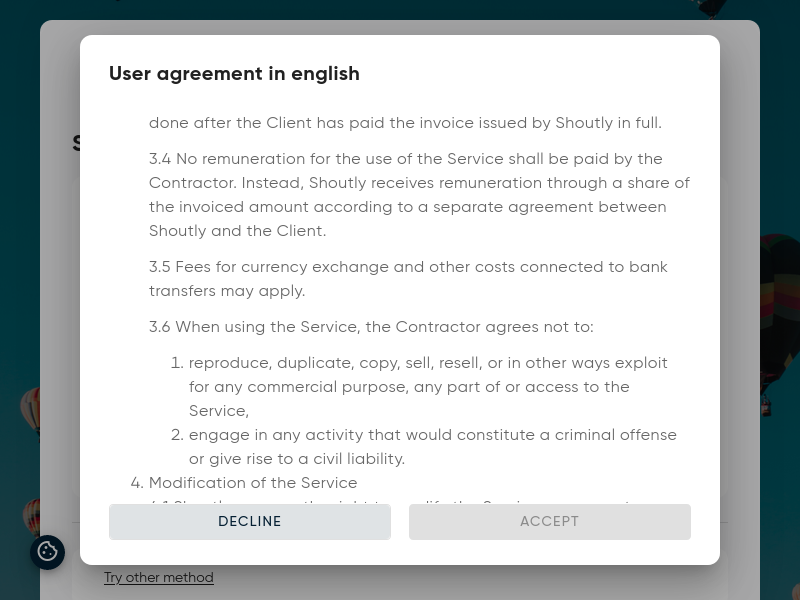 User agreement in english
done after the Client has paid the invoice issued by Shoutly in full.
3.4 No remuneration for the use of the Service shall be paid by the
Contractor. Instead, Shoutly receives remuneration through a share of
the invoiced amount according to a separate agreement between
Shoutly and the Client.
3.5 Fees for currency exchange and other costs connected to bank
transfers may apply.
3.6 When using the Service, the Contractor agrees not to:
1. reproduce, duplicate, copy, sell, resell, or in other ways exploit
for any commercial purpose, any part of or access to the
Service,
2. engage in any activity that would constitute a criminal offense
or give rise to a civil liability.
4. Modification of the Service
DECLINE
ACCEPT
Try other method